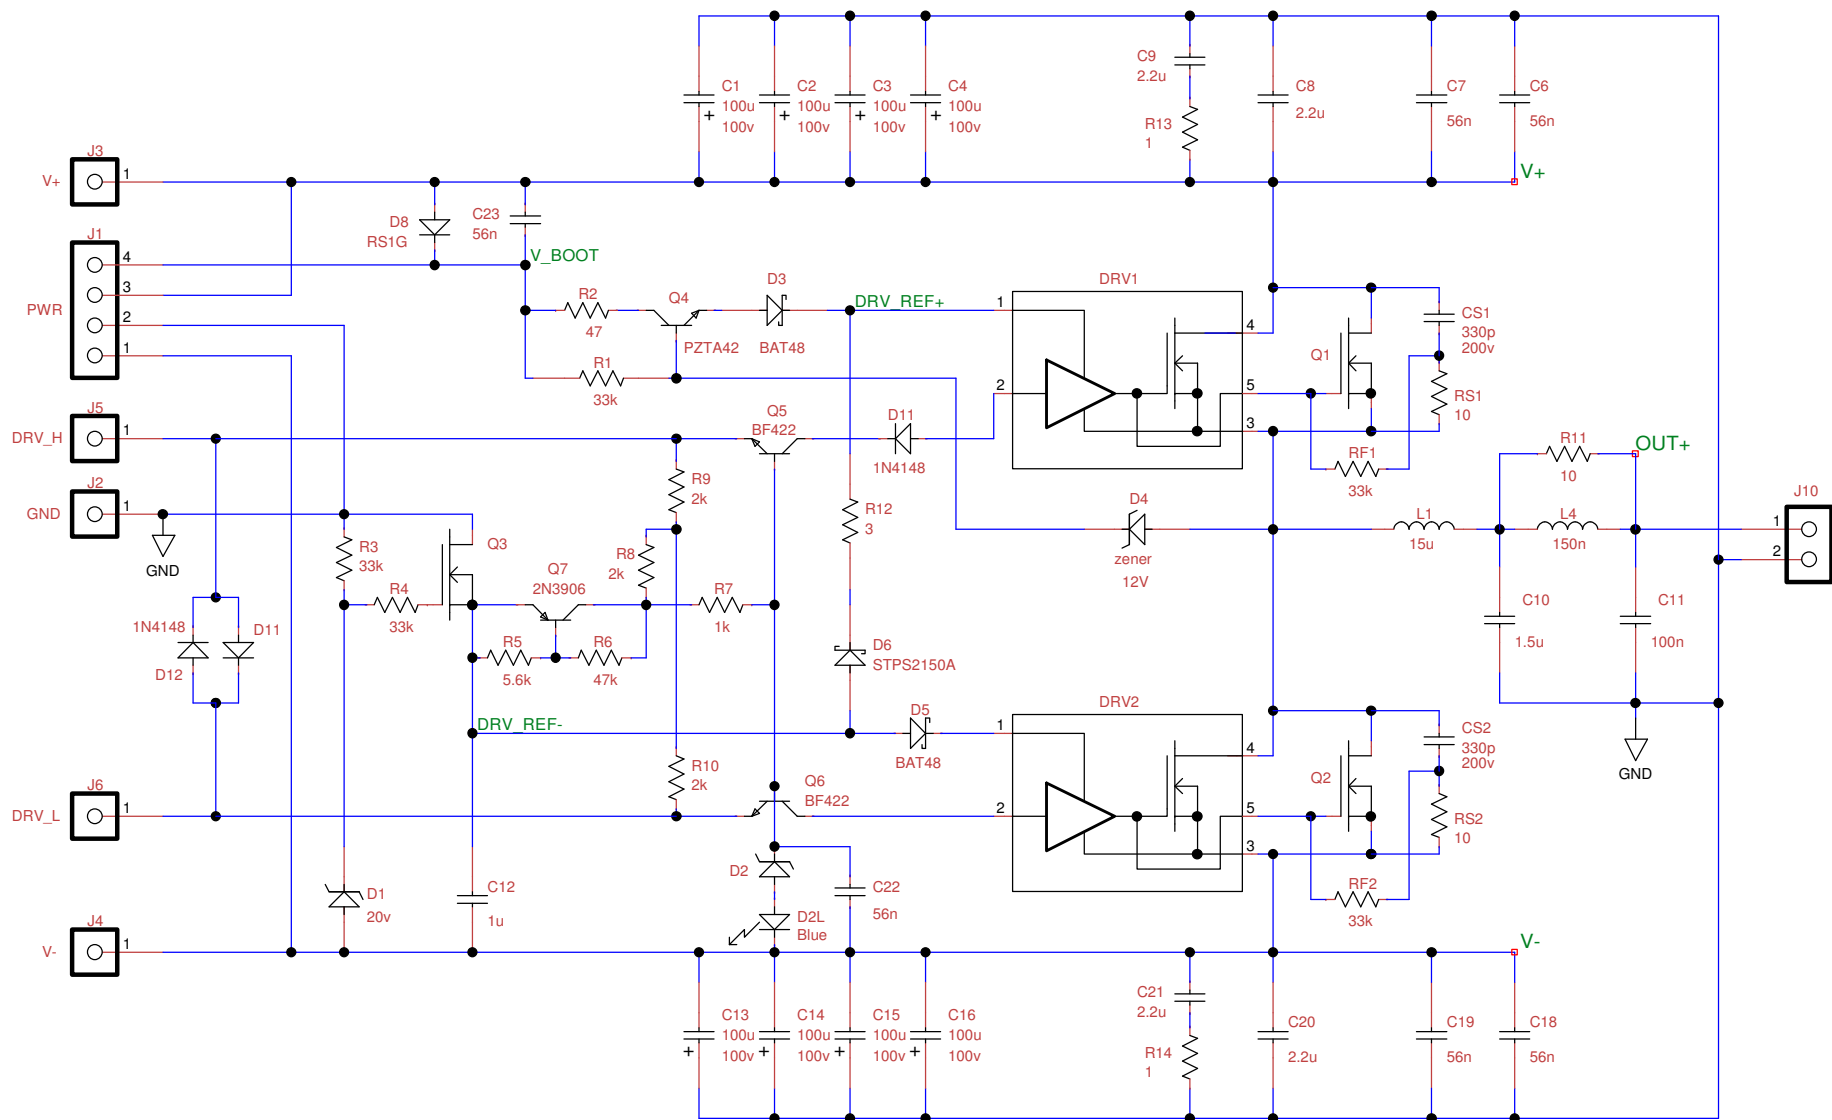 C1
100u
100v
+
C2
100u
100v
+
C3
100u
100v
+
C4
100u
100v
+
C9
2.2u
R13
1
C8
2.2u
C7
56n
C6
56n
J3
V+
1
V+
J1
PWR
4
3
2
1
D8
RS1G
C23
56n
V_BOOT
R2
47
Q4
PZTA42
D3
BAT48
DRV_REF+
R1
33k
DRV1
1
2
4
5
3
Q1
CS1
330p
200v
RS1
10
RF1
33k
J5
DRV_H
1
Q5
BF422
D11
1N4148
R9
2k
R12
3
D4
zener
12V
R11
10
OUT+
L1
15u
L4
150n
J10
1
2
J2
GND
1
GND
R3
33k
R4
33k
Q3
Q7
2N3906
R8
2k
R7
1k
R5
5.6k
R6
47k
1N4148
D12
D11
D6
STPS2150A
C10
1.5u
C11
100n
GND
DRV_REF-
D5
BAT48
DRV2
1
2
4
5
3
Q2
CS2
330p
200v
RS2
10
RF2
33k
R10
2k
Q6
BF422
J6
DRV_L
1
D1
20v
C12
1u
D2
D2L
Blue
C22
56n
J4
V-
1
V-
C13
100u
100v
+
C14
100u
100v
+
C15
100u
100v
+
C16
100u
100v
+
C21
2.2u
R14
1
C20
2.2u
C19
56n
C18
56n